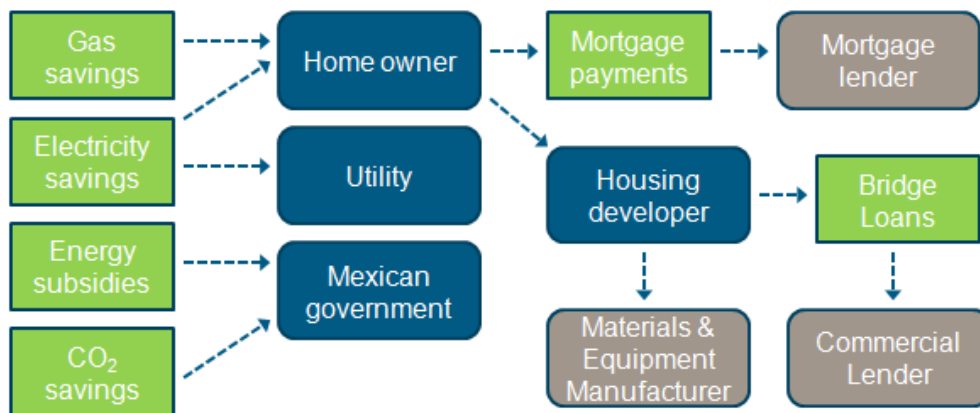 Gas
savings
Home owner
Mortgage
payments
Mortgage
lender
Electricity
savings
Utility
Housing
developer
Bridge
Loans
Energy
subsidies
Mexican
government
CO₂
savings
Materials &
Equipment
Manufacturer
Commercial
Lender